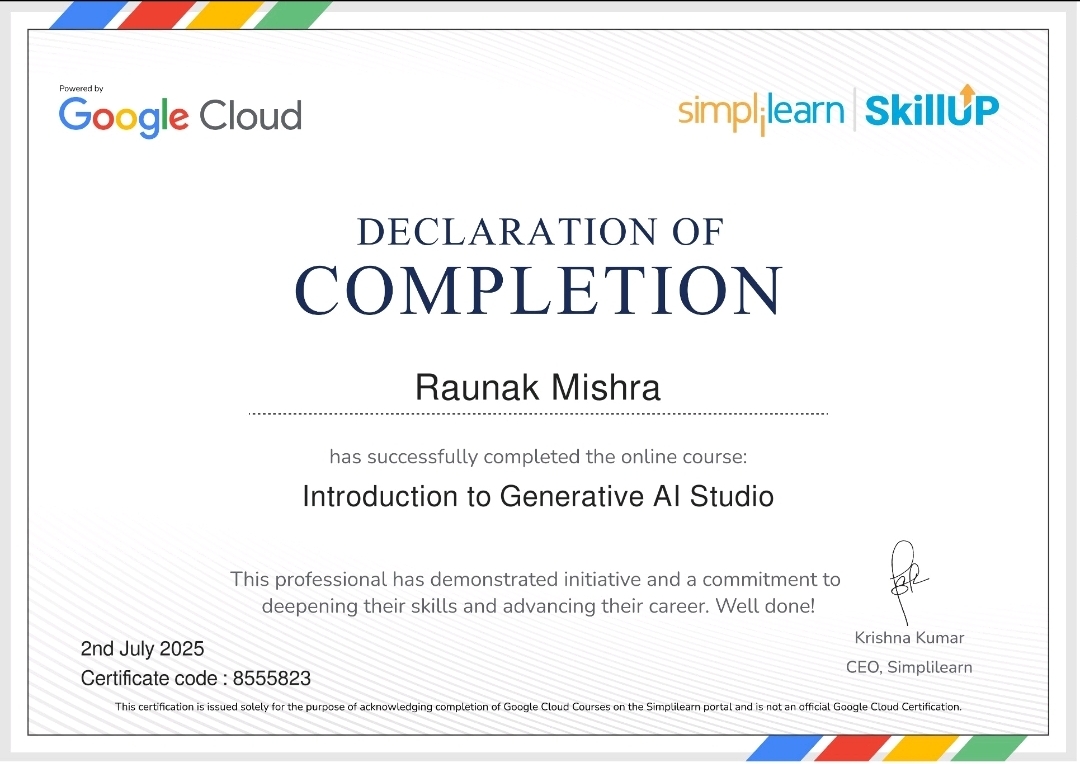 Powered by
Google Cloud
simplilearn | SkillUP
DECLARATION OF
COMPLETION
Raunak Mishra
has successfully completed the online course:
Introduction to Generative AI Studio
This professional has demonstrated initiative and a commitment to
deepening their skills and advancing their career. Well done!
2nd July 2025
Certificate code : 8555823
Krishna Kumar
CEO, Simplilearn
This certification is issued solely for the purpose of acknowledging completion of Google Cloud Courses on the Simplilearn portal and is not an official Google Cloud Certification.